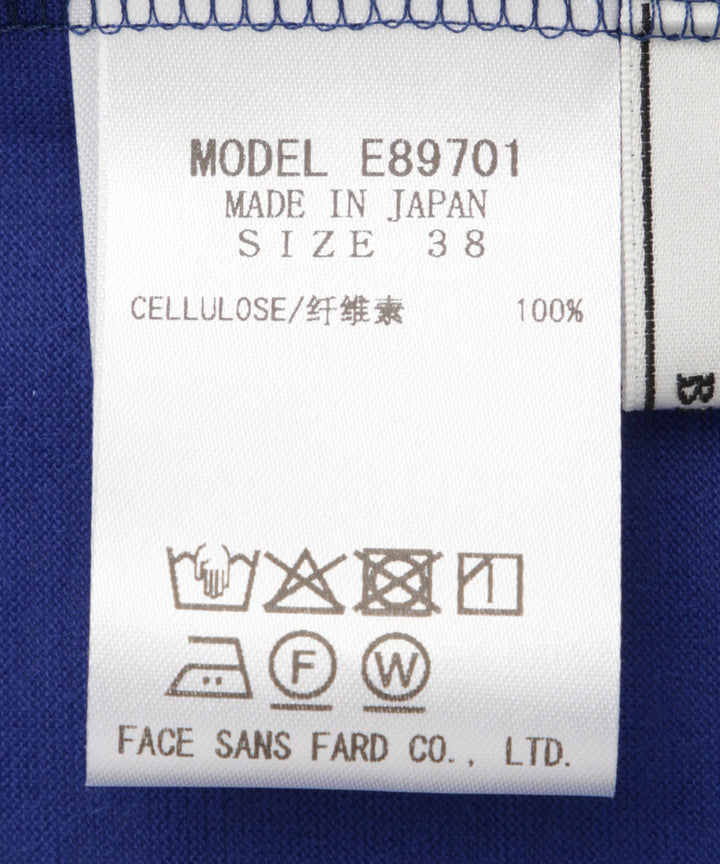 MODEL E89701
MADE IN JAPAN
SIZE 38
CELLULOSE/纤维素 100%
F W
FACE SANS FARD CO., LTD.
B